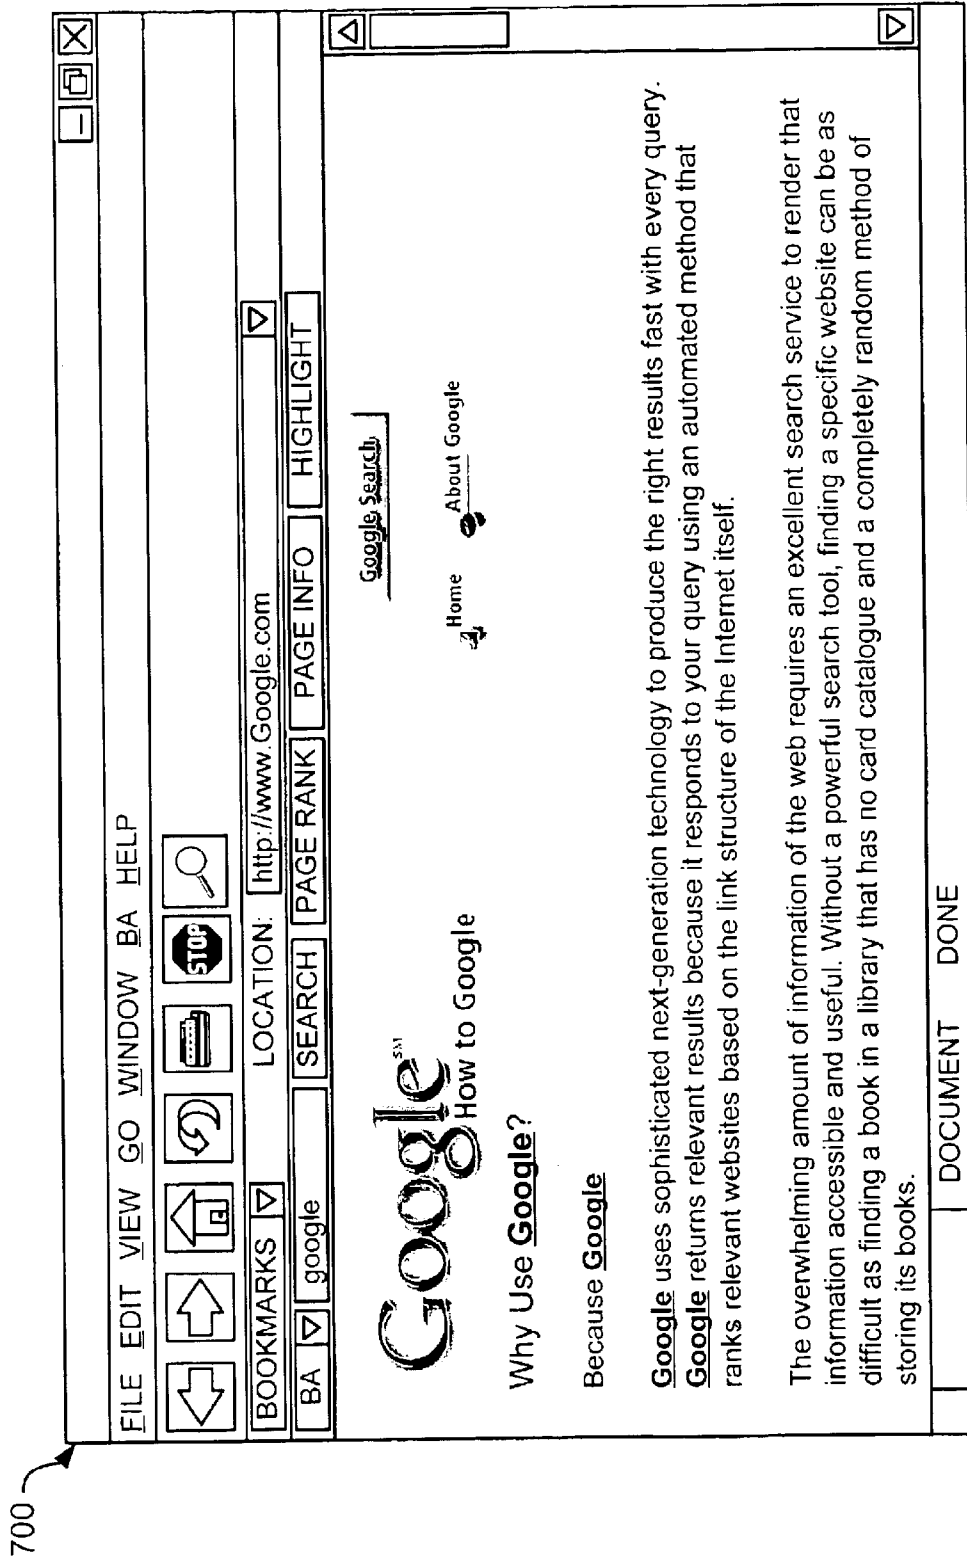 700
FILE EDIT VIEW GO WINDOW BA HELP
STOP
BOOKMARKS LOCATION: http://www.Google.com
BA google SEARCH PAGE RANK PAGE INFO HIGHLIGHT
Google SM
How to Google
Google Search
Home About Google
Why Use Google?
Because Google
Google uses sophisticated next-generation technology to produce the right results fast with every query.
Google returns relevant results because it responds to your query using an automated method that
ranks relevant websites based on the link structure of the Internet itself.
The overwhelming amount of information of the web requires an excellent search service to render that
information accessible and useful. Without a powerful search tool, finding a specific website can be as
difficult as finding a book in a library that has no card catalogue and a completely random method of
storing its books.
DOCUMENT DONE